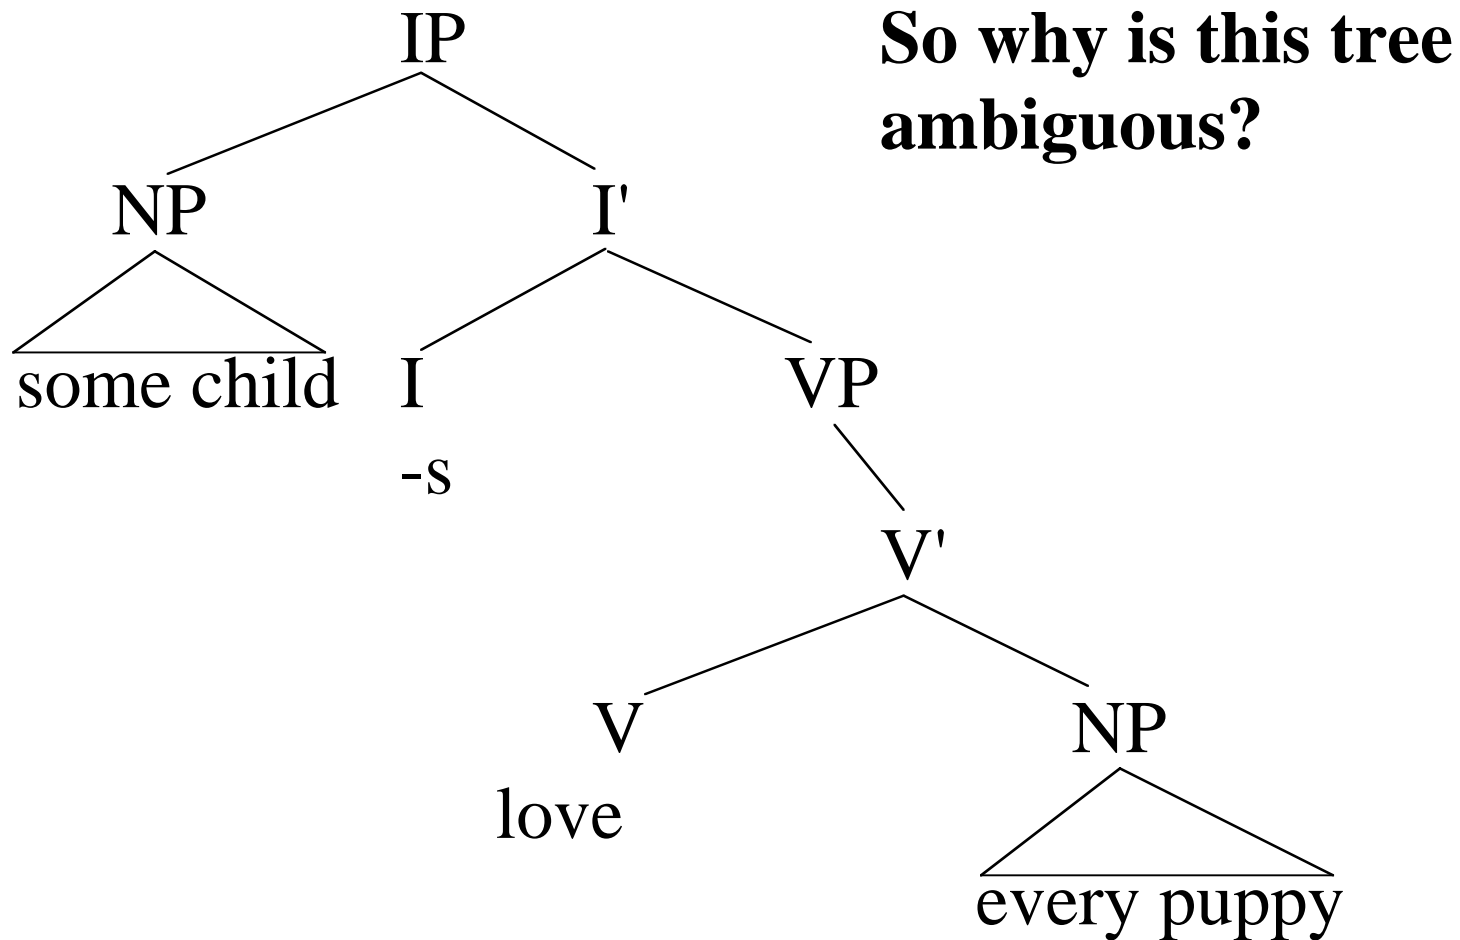 IP
So why is this tree
ambiguous?
NP
I'
some child
I
VP
-s
V'
V
NP
love
every puppy